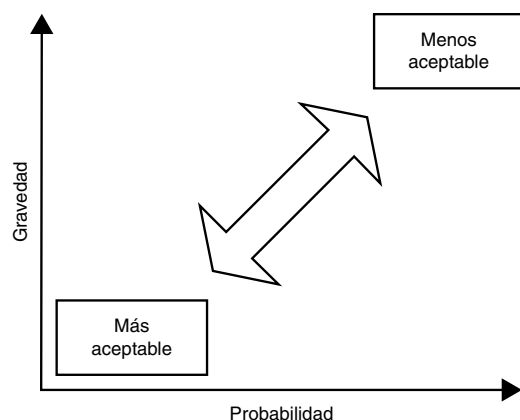 Menos
aceptable
Gravedad
Más
aceptable
Probabilidad